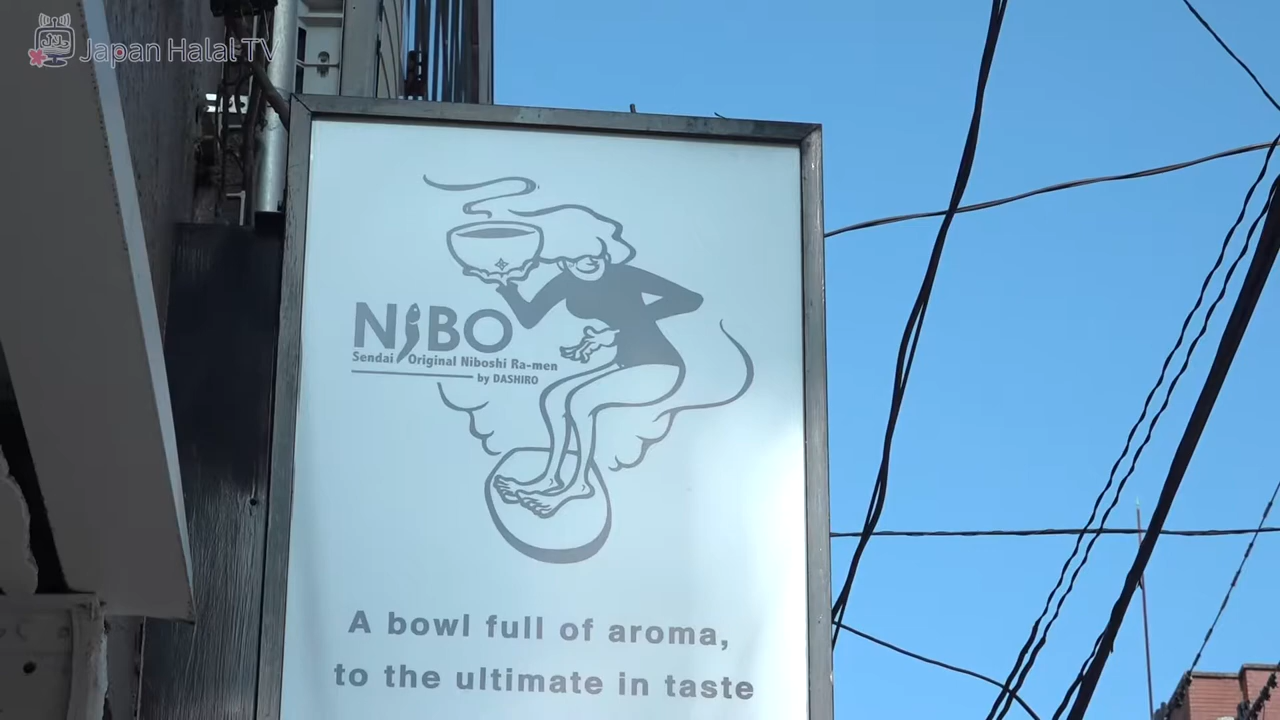 Japan Halal TV
NiBO
Sendai Original Niboshi Ra-men
by DASHIRO
A bowl full of aroma,
to the ultimate in taste